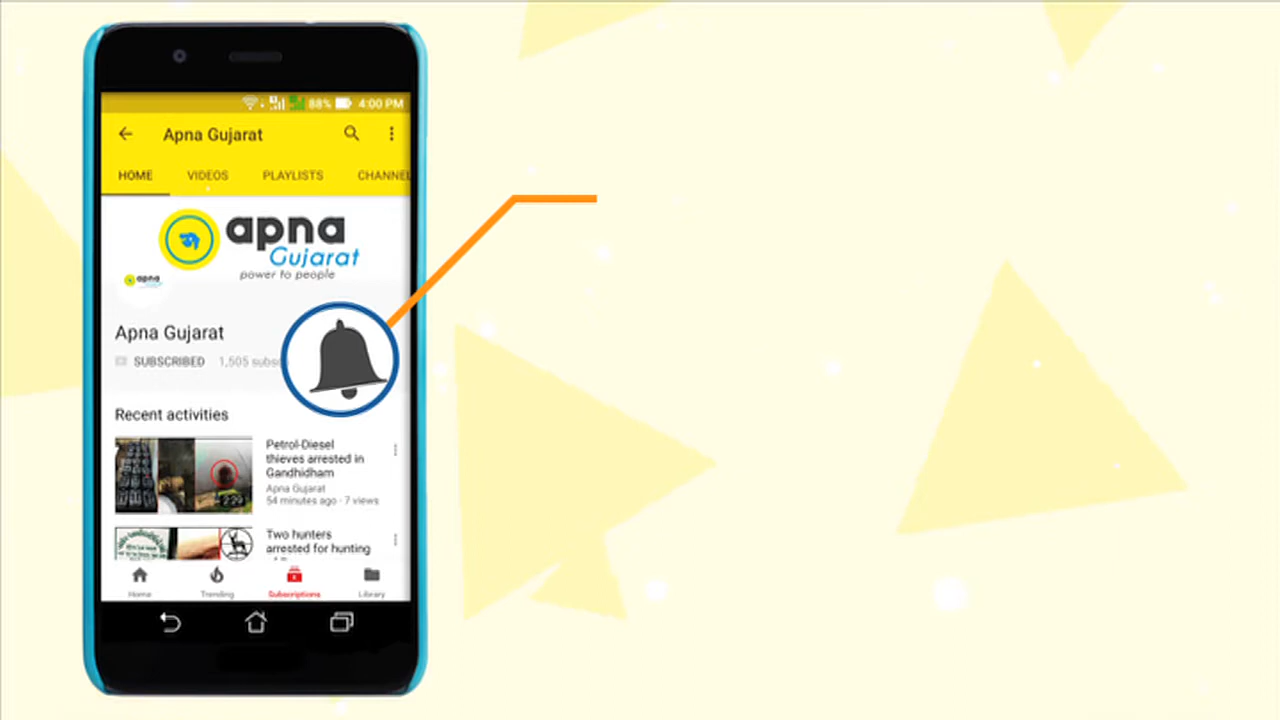 88% 4:00 PM
Apna Gujarat
HOME VIDEOS PLAYLISTS CHANNEL
apna
Gujarat
power to people
apna
Apna Gujarat
SUBSCRIBED 1,505 subsc
Recent activities
Petrol-Diesel
thieves arrested in
Gandhidham
Apna Gujarat
54 minutes ago · 7 views
2:29
Two hunters
arrested for hunting
Home Trending Subscriptions Library